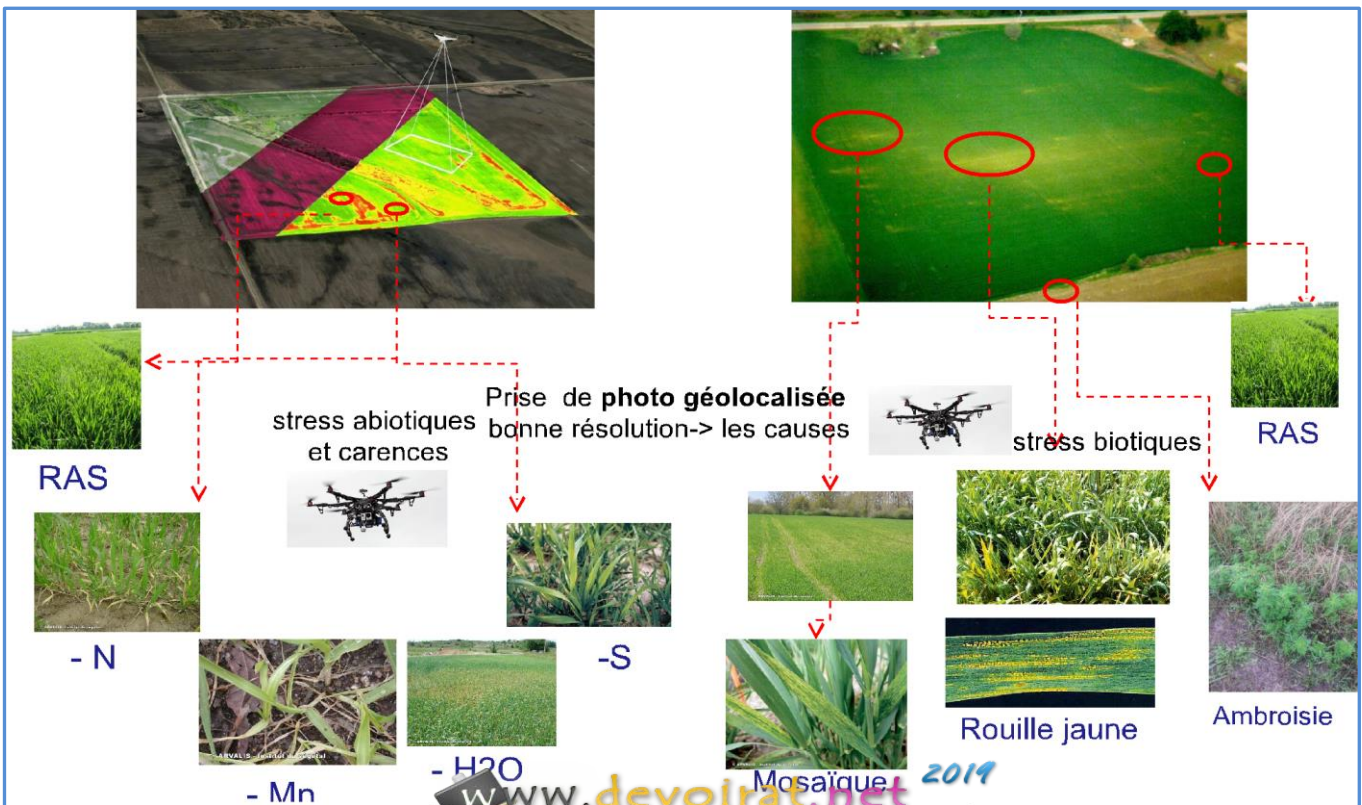 Prise de photo géolocalisée
bonne résolution-> les causes
stress abiotiques
et carences
stress biotiques
RAS
RAS
- N
-S
- Mn
- H2O
Mosaïque
Rouille jaune
Ambroisie
www.devoirat.net
2019